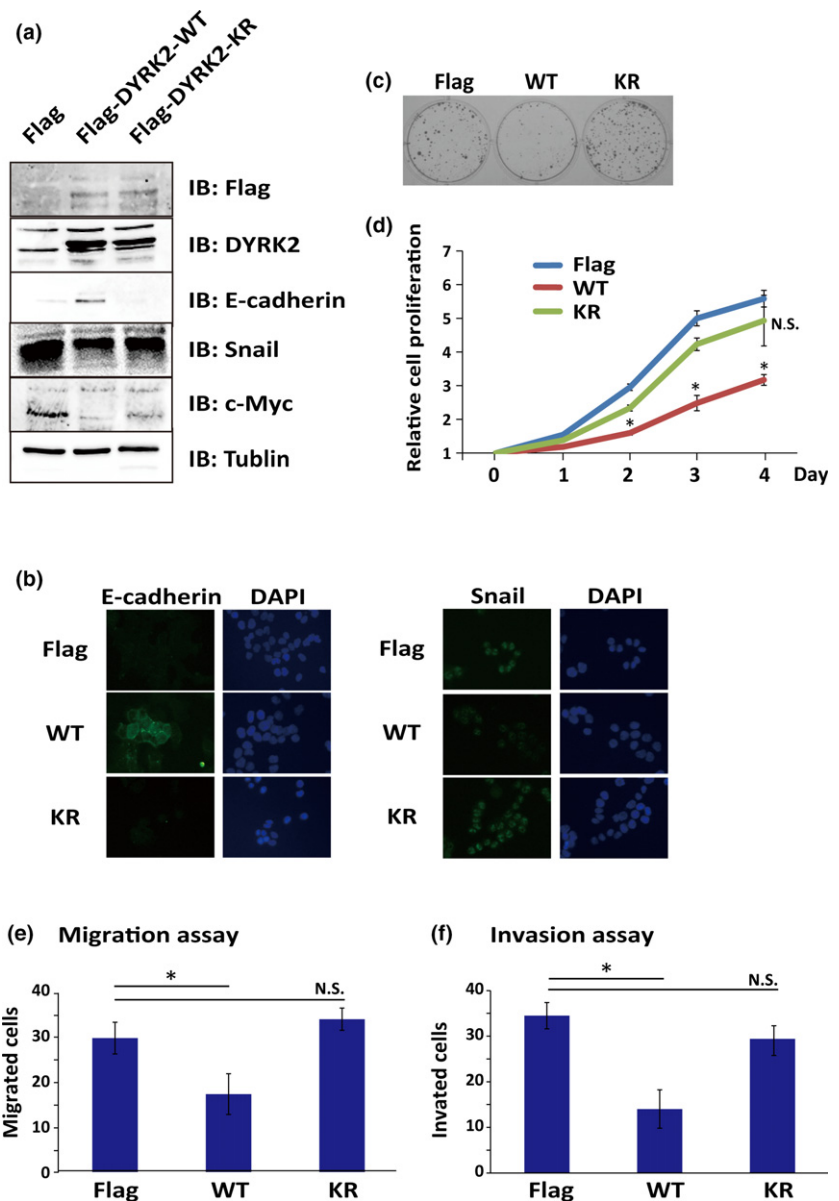 (a)
Flag
Flag-DYRK2-WT
Flag-DYRK2-KR
IB: Flag
IB: DYRK2
IB: E-cadherin
IB: Snail
IB: c-Myc
IB: Tublin
(c)
Flag WT KR
(d)
Relative cell proliferation
7
6
5
4
3
2
1
Flag
WT
KR
N.S.
*
*
*
0 1 2 3 4 Day
(b)
E-cadherin DAPI
Flag
WT
KR
Snail DAPI
Flag
WT
KR
(e) Migration assay
*
N.S.
Migrated cells
40
30
20
10
0
Flag WT KR
(f) Invasion assay
*
N.S.
Invated cells
40
30
20
10
0
Flag WT KR